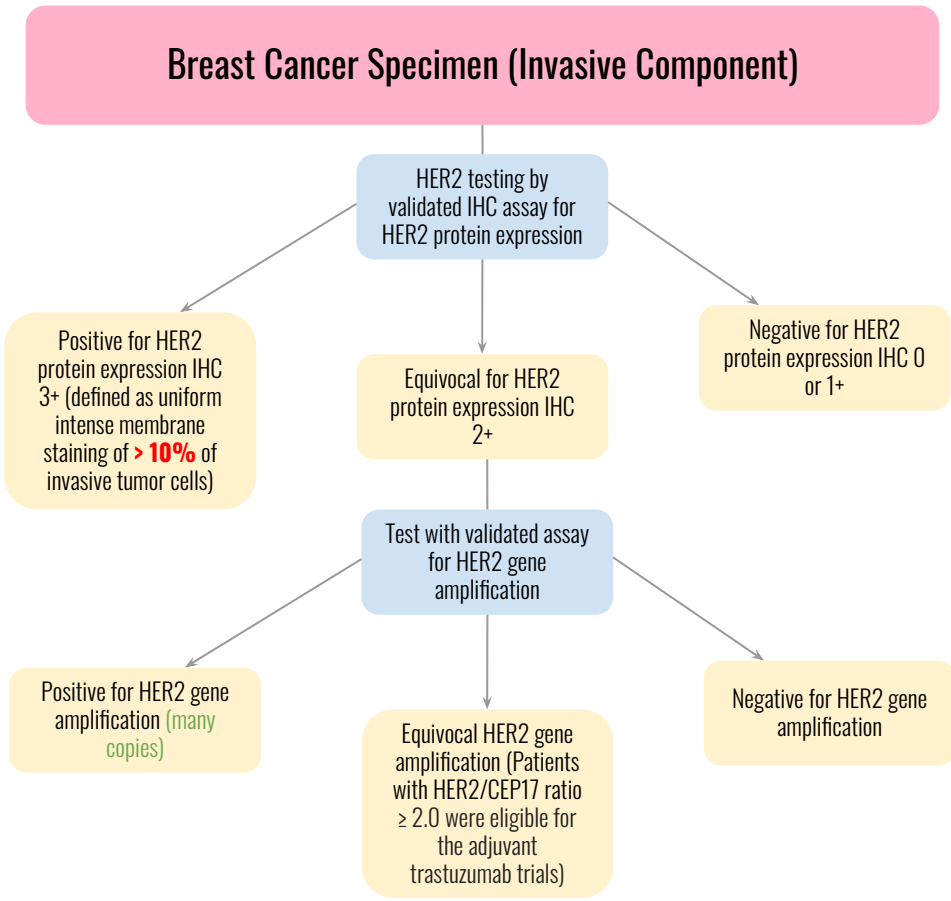 Breast Cancer Specimen (Invasive Component)
HER2 testing by
validated IHC assay for
HER2 protein expression
Positive for HER2
protein expression IHC
3+ (defined as uniform
intense membrane
staining of > 10% of
invasive tumor cells)
Equivocal for HER2
protein expression IHC
2+
Negative for HER2
protein expression IHC 0
or 1+
Test with validated assay
for HER2 gene
amplification
Positive for HER2 gene
amplification (many
copies)
Equivocal HER2 gene
amplification (Patients
with HER2/CEP17 ratio
≥ 2.0 were eligible for
the adjuvant
trastuzumab trials)
Negative for HER2 gene
amplification